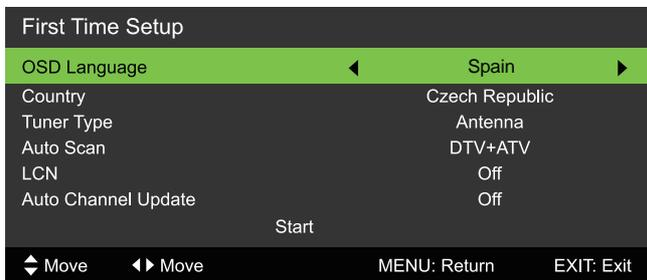 First Time Setup
OSD Language Spain
Country Czech Republic
Tuner Type Antenna
Auto Scan DTV+ATV
LCN Off
Auto Channel Update Off
Start
Move Move MENU: Return EXIT: Exit